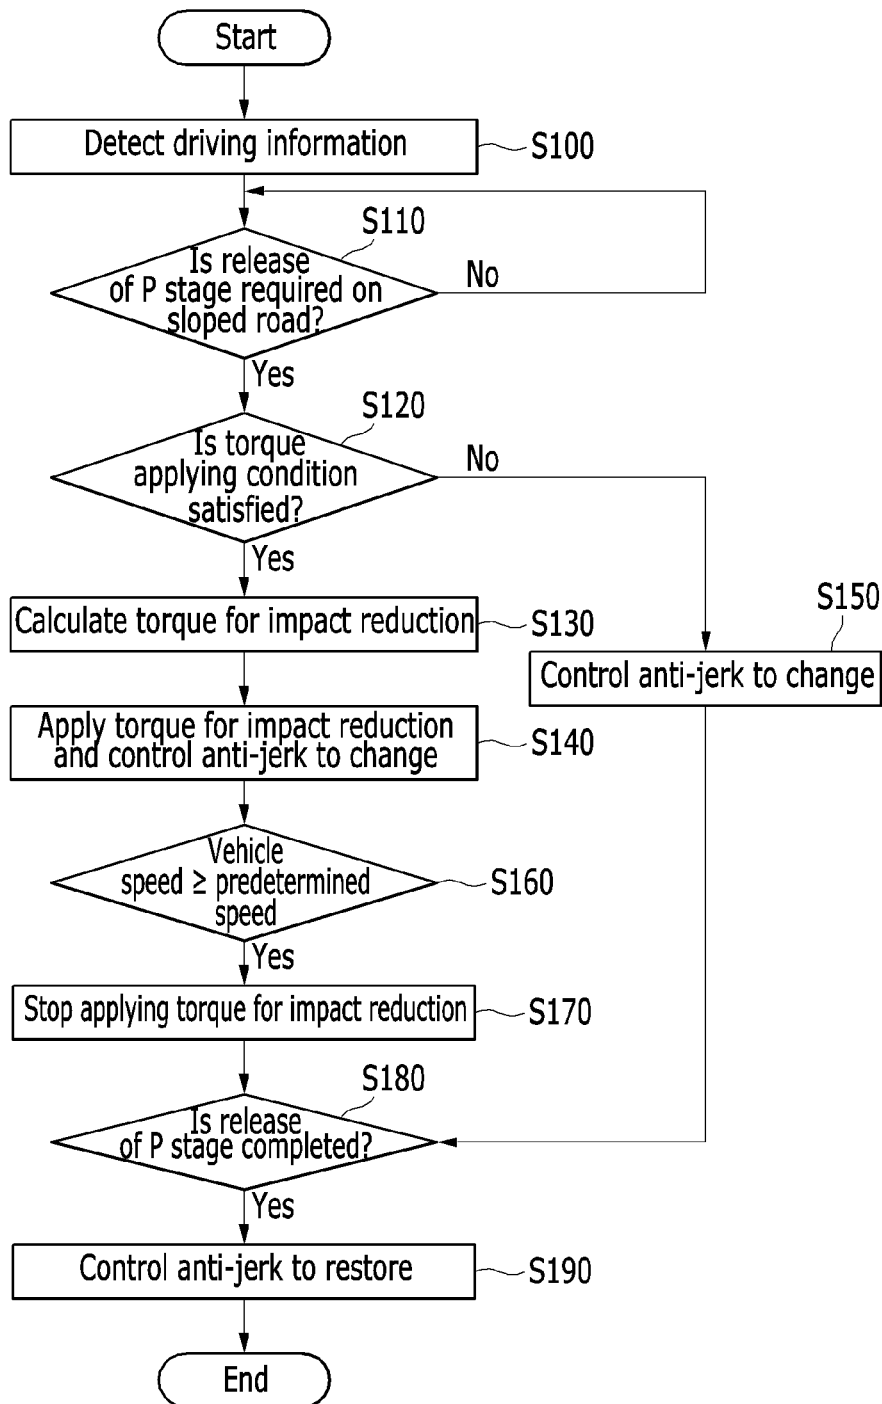 Start
Detect driving information
S100
S110
Is release
of P stage required on
sloped road?
No
Yes
S120
Is torque
applying condition
satisfied?
No
Yes
Calculate torque for impact reduction
S130
S150
Control anti-jerk to change
Apply torque for impact reduction
and control anti-jerk to change
S140
Vehicle
speed ≥ predetermined
speed
S160
Yes
Stop applying torque for impact reduction
S170
S180
Is release
of P stage completed?
Yes
Control anti-jerk to restore
S190
End